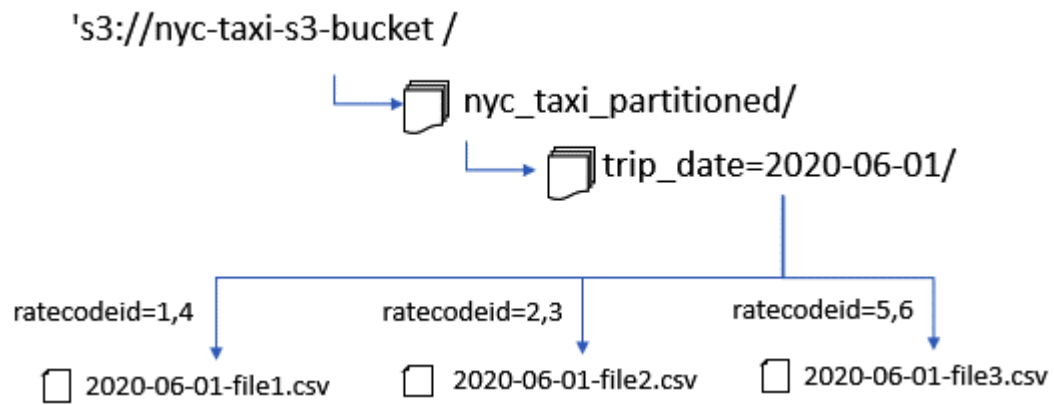 's3://nyc-taxi-s3-bucket /
nyc_taxi_partitioned/
trip_date=2020-06-01/
ratecodeid=1,4
ratecodeid=2,3
ratecodeid=5,6
2020-06-01-file1.csv
2020-06-01-file2.csv
2020-06-01-file3.csv